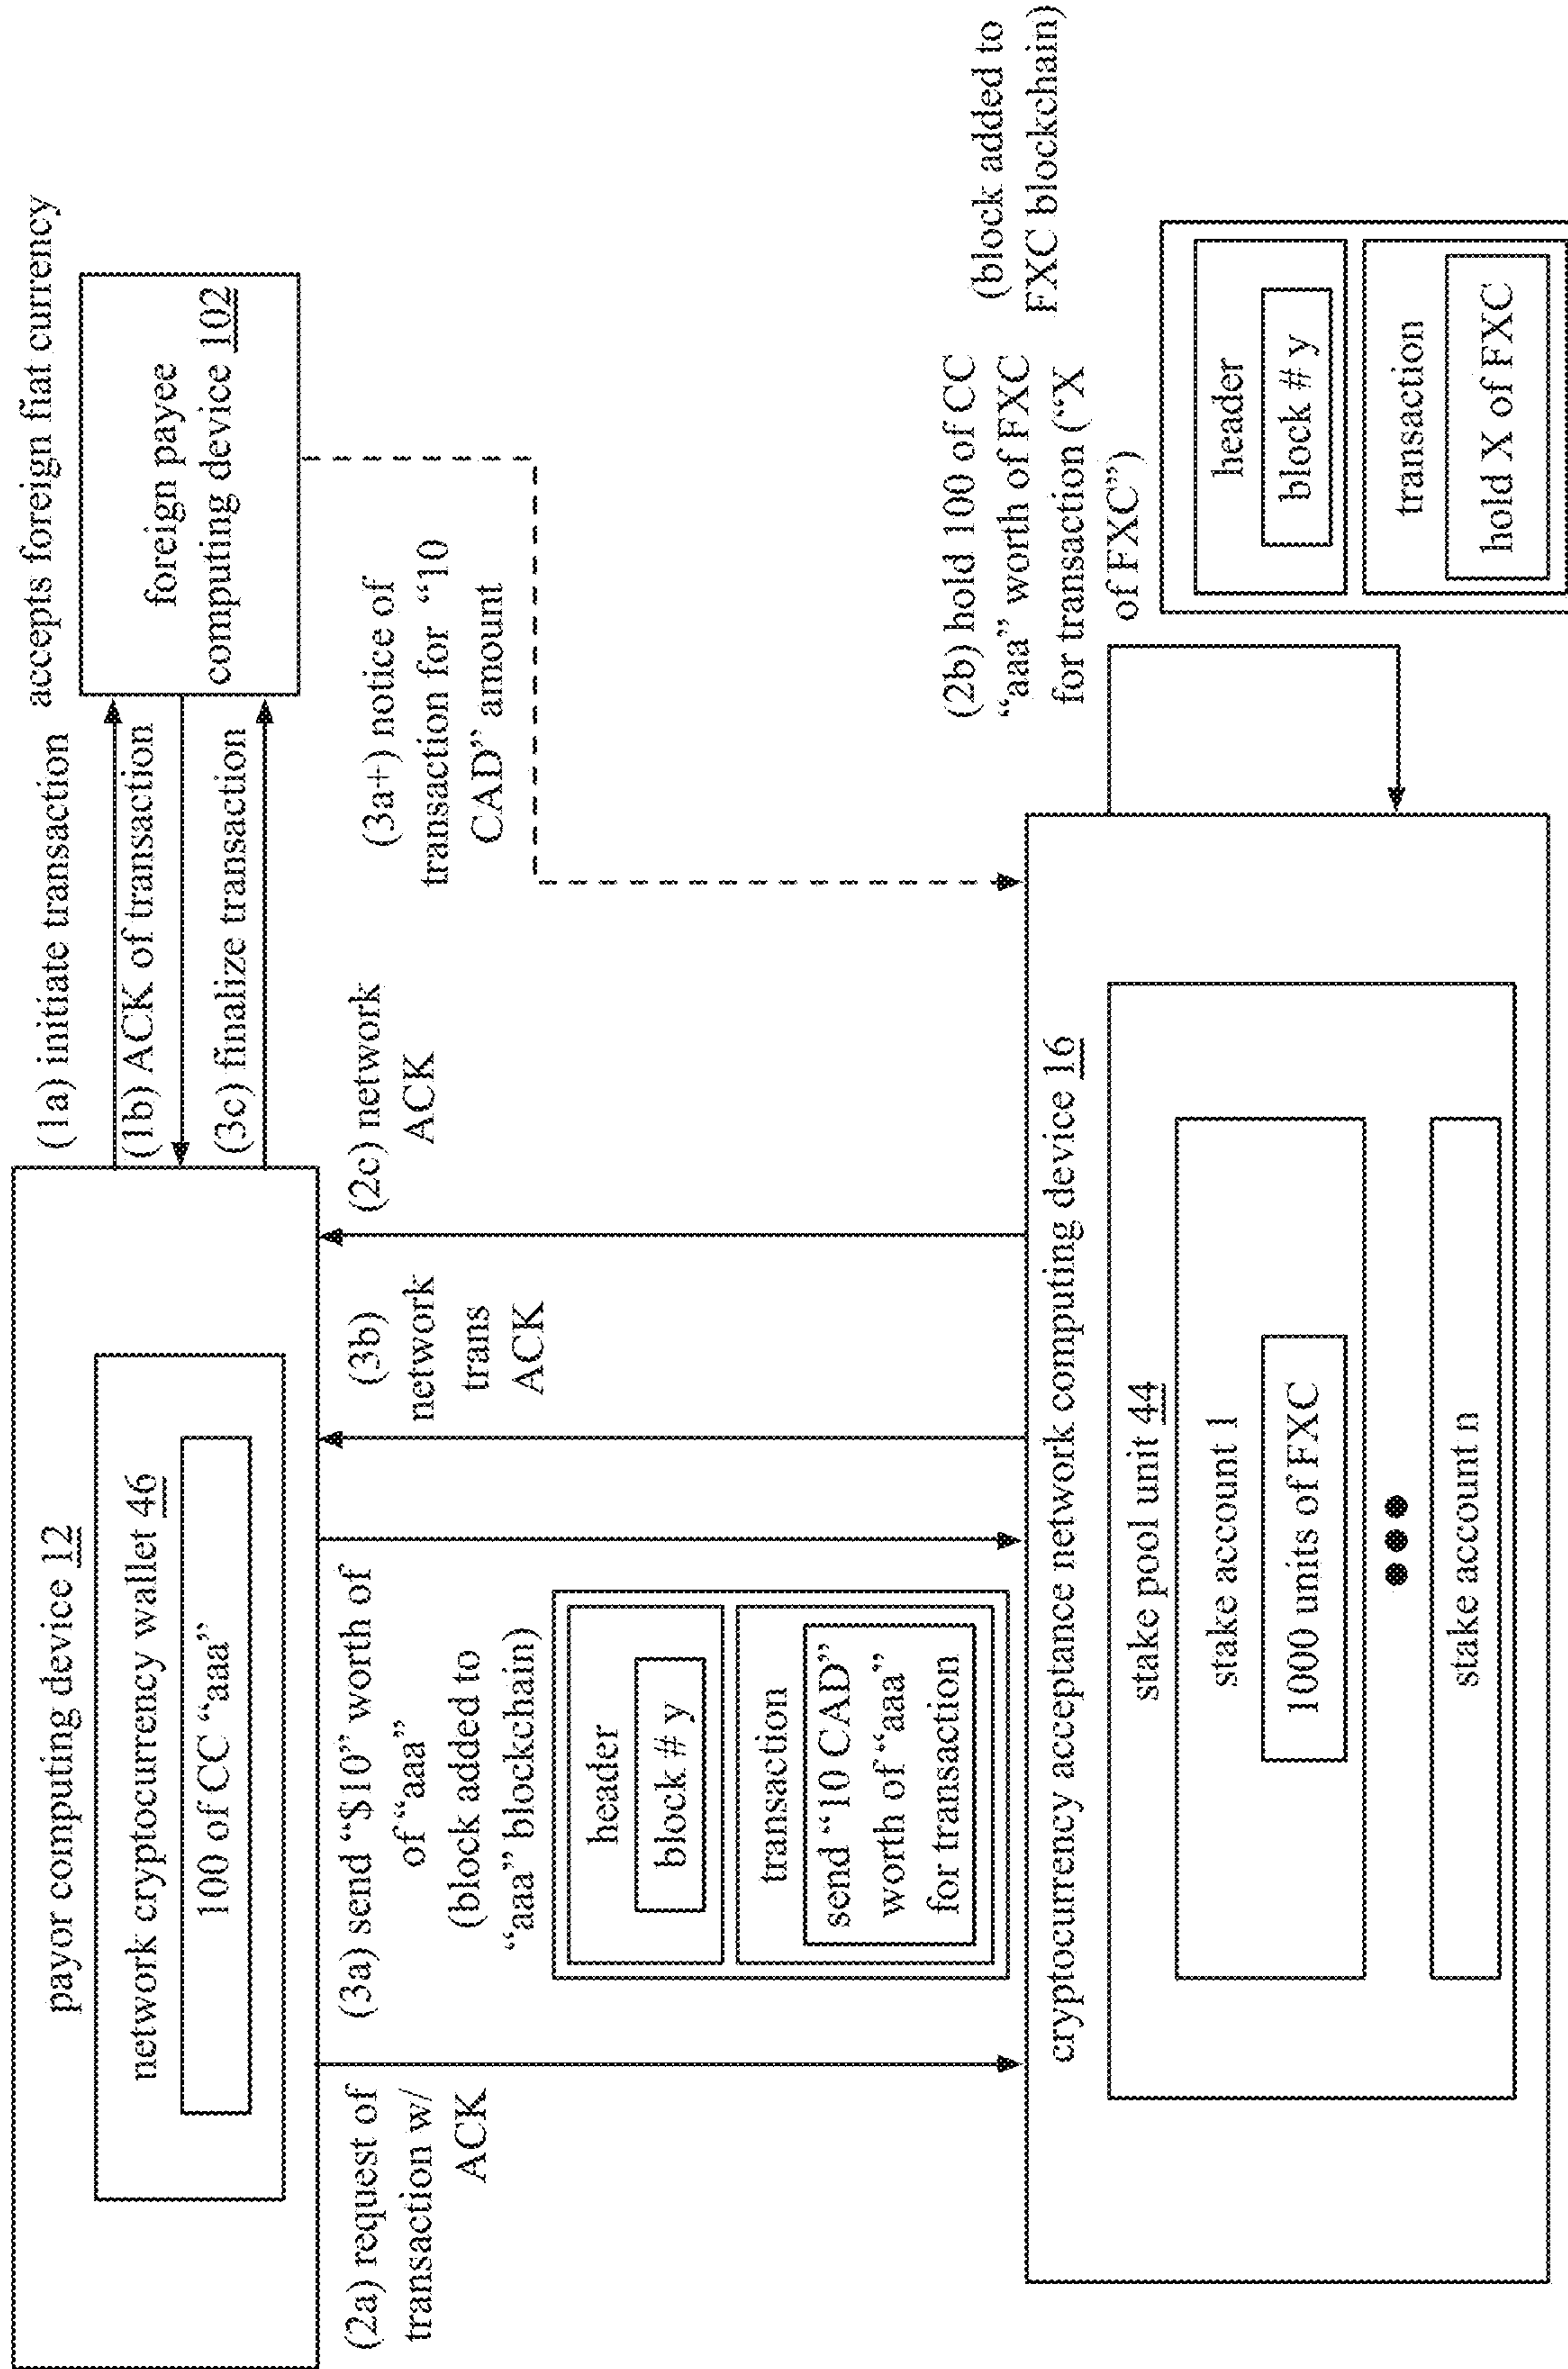 payor computing device 12
network cryptocurrency wallet 46
100 of CC “aaa”
(1a) initiate transaction
(1b) ACK of transaction
(3c) finalize transaction
accepts foreign fiat currency
foreign payee
computing device 102
(2a) request of
transaction w/
ACK
(3a) send “$10” worth of
of “aaa”
(block added to
“aaa” blockchain)
header
block # y
transaction
send “10 CAD”
worth of “aaa”
for transaction
(3b)
network
trans
ACK
(2c) network
ACK
(3a+) notice of
transaction for “10
CAD” amount
cryptocurrency acceptance network computing device 16
stake pool unit 44
stake account 1
1000 units of FXC
stake account n
(2b) hold 100 of CC
“aaa” worth of FXC
for transaction (“X
of FXC”)
(block added to
FXC blockchain)
header
block # y
transaction
hold X of FXC